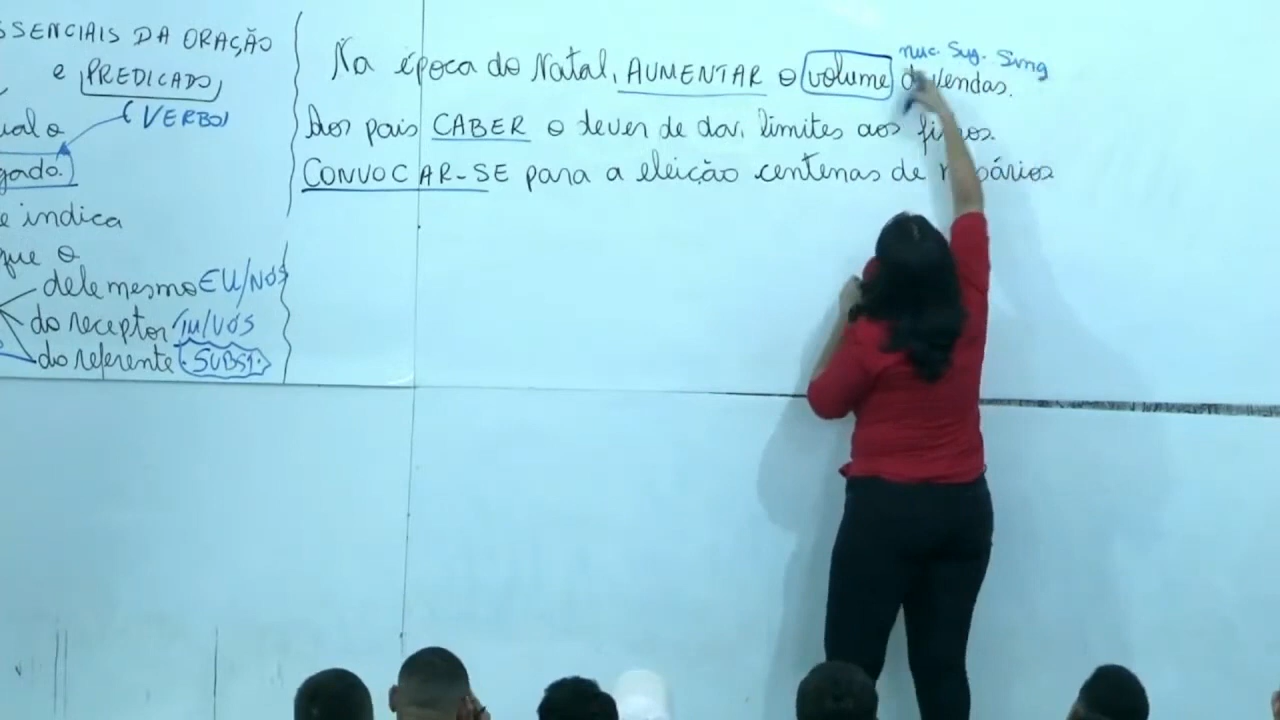 SSENCIAIS DA ORAÇÃO
e PREDICADO
(VERBO)
ual o
gado.
e indica
que o
dele mesmo EU/NÓS
do receptor TU/VÓS
do referente SUBST.
Na época do Natal, AUMENTAR o volume de vendas.
nuc. Suj. Sing
Aos pais CABER o dever de dar limites aos
CONVOCAR-SE para a eleição centenas de